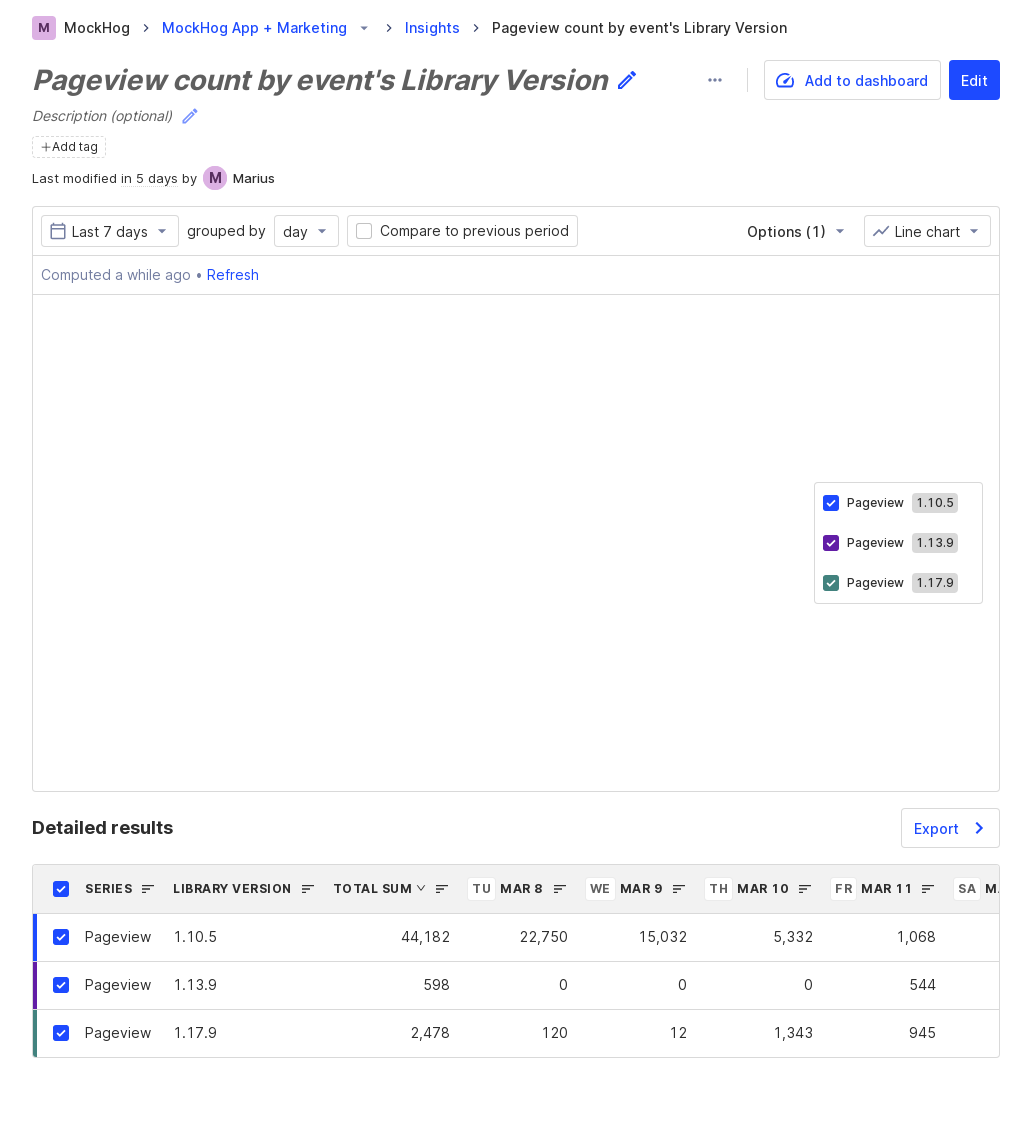 M MockHog MockHog App + Marketing Insights Pageview count by event's Library Version
Pageview count by event's Library Version
Add to dashboard Edit
Description (optional)
+Add tag
Last modified in 5 days by M Marius
Last 7 days grouped by day Compare to previous period Options (1) Line chart
Computed a while ago • Refresh
Pageview 1.10.5
Pageview 1.13.9
Pageview 1.17.9
Detailed results Export
SERIES LIBRARY VERSION TOTAL SUM TU MAR 8 WE MAR 9 TH MAR 10 FR MAR 11 SA
Pageview 1.10.5 44,182 22,750 15,032 5,332 1,068
Pageview 1.13.9 598 0 0 0 544
Pageview 1.17.9 2,478 120 12 1,343 945